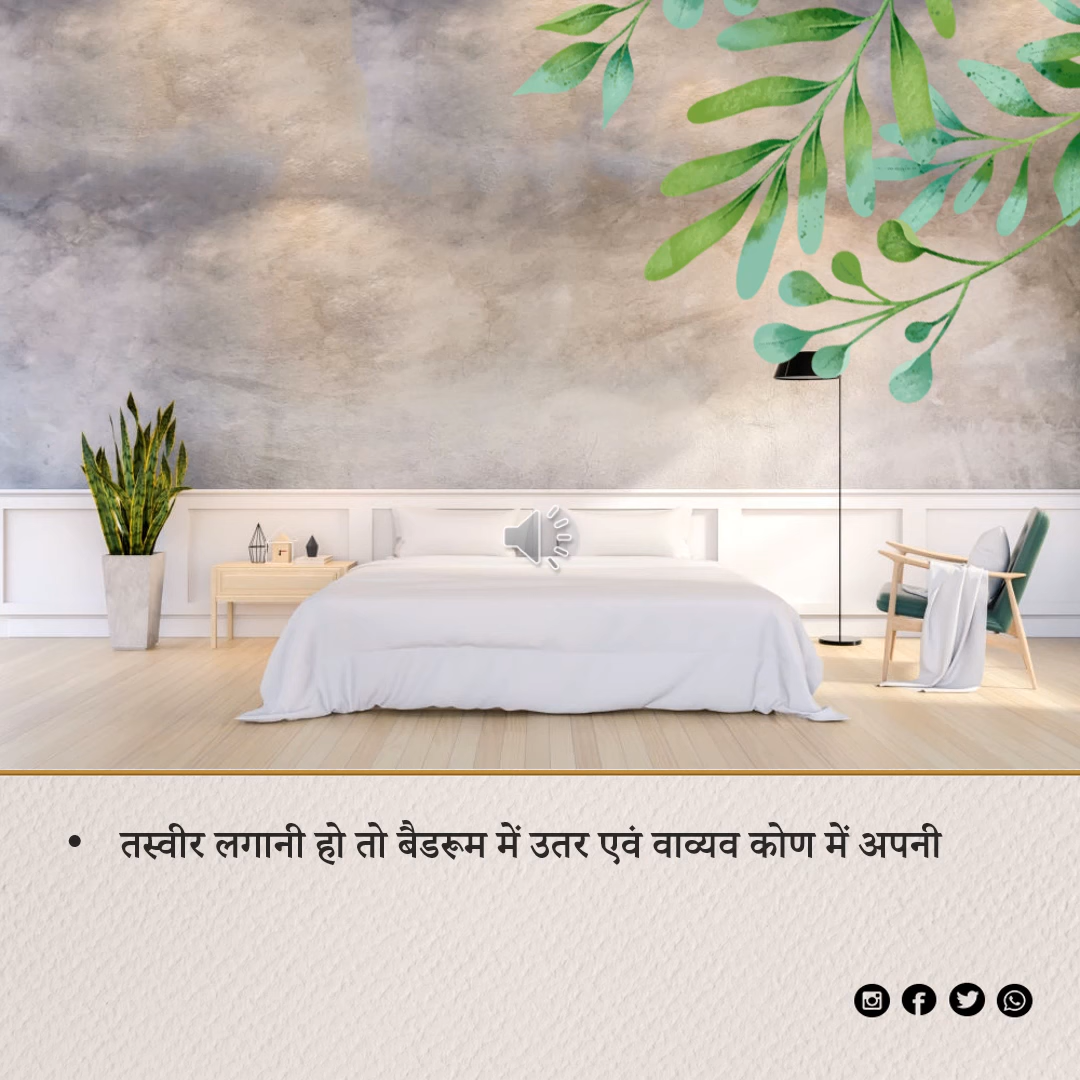 • तस्वीर लगानी हो तो बैडरूम में उतर एवं वाव्यव कोण में अपनी